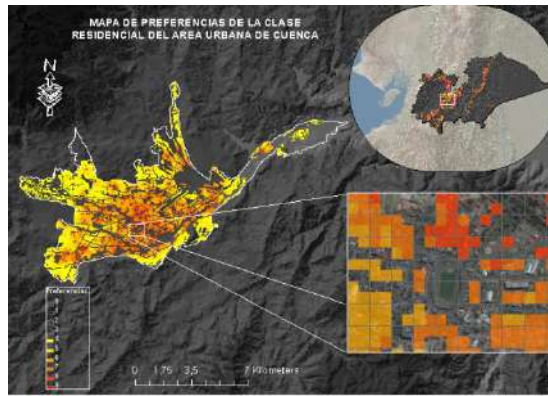 MAPA DE PREFERENCIAS DE LA CLASE
RESIDENCIAL DEL AREA URBANA DE CUENCA
N
Preferencias
0 1,75 3,5 7 Kilometers